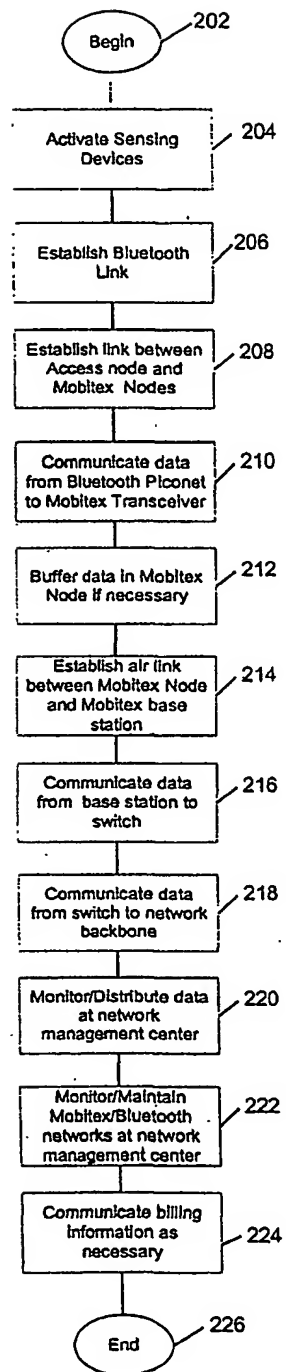 Begin
202
Activate Sensing
Devices
204
Establish Bluetooth
Link
206
Establish link between
Access node and
Mobitex Nodes
208
Communicate data
from Bluetooth Piconet
to Mobitex Transceiver
210
Buffer data in Mobitex
Node if necessary
212
Establish air link
between Mobitex Node
and Mobitex base
station
214
Communicate data
from base station to
switch
216
Communicate data
from switch to network
backbone
218
Monitor/Distribute data
at network
management center
220
Monitor/Maintain
Mobitex/Bluetooth
networks at network
management center
222
Communicate billing
information as
necessary
224
End
226